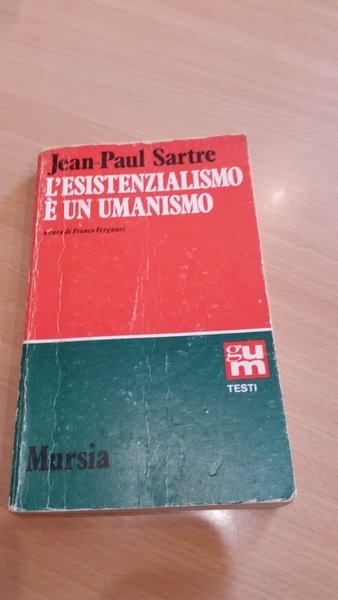 Jean-Paul Sartre
L'ESISTENZIALISMO
È UN UMANISMO
a cura di Franco Fergnani
gum
TESTI
Mursia